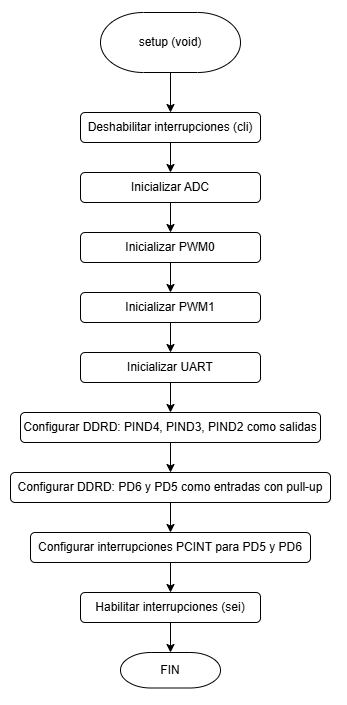 setup (void)
Deshabilitar interrupciones (cli)
Inicializar ADC
Inicializar PWM0
Inicializar PWM1
Inicializar UART
Configurar DDRD: PIND4, PIND3, PIND2 como salidas
Configurar DDRD: PD6 y PD5 como entradas con pull-up
Configurar interrupciones PCINT para PD5 y PD6
Habilitar interrupciones (sei)
FIN